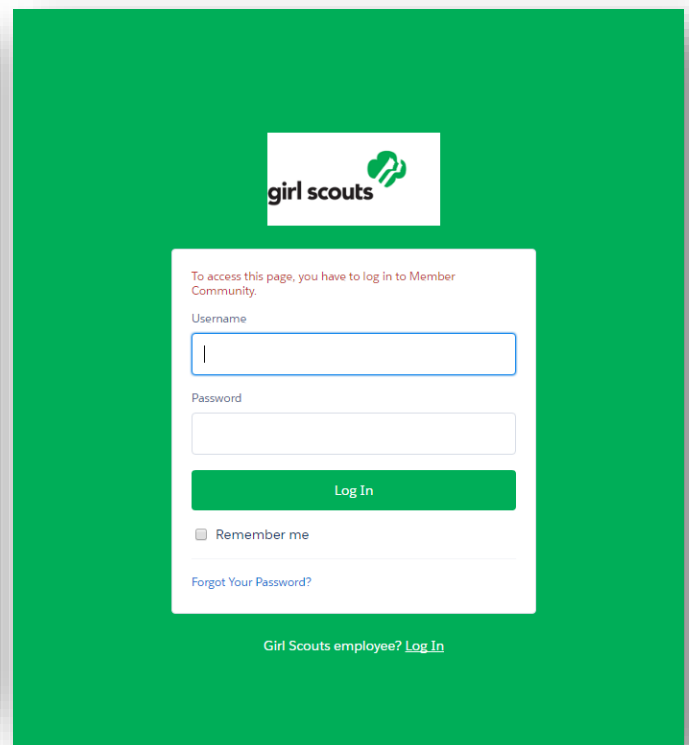 girl scouts
To access this page, you have to log in to Member
Community.
Username
Password
Log In
Remember me
Forgot Your Password?
Girl Scouts employee? Log In